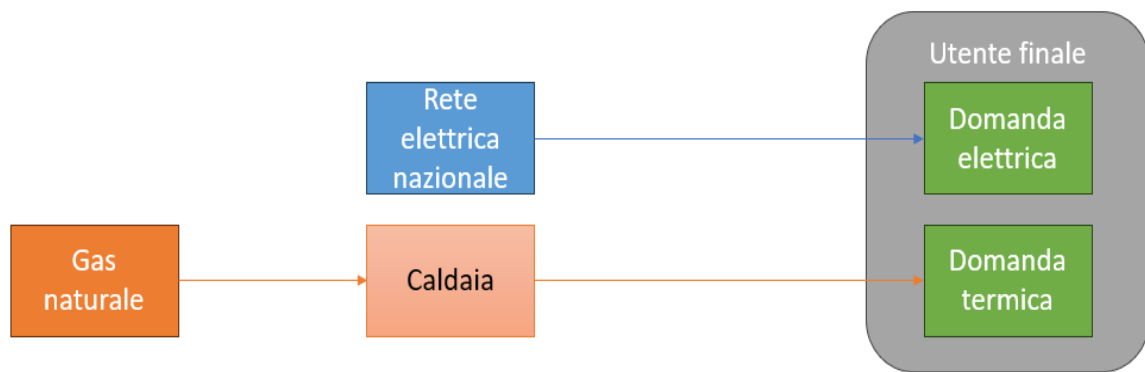 Utente finale
Rete
elettrica
nazionale
Domanda
elettrica
Gas
naturale
Caldaia
Domanda
termica